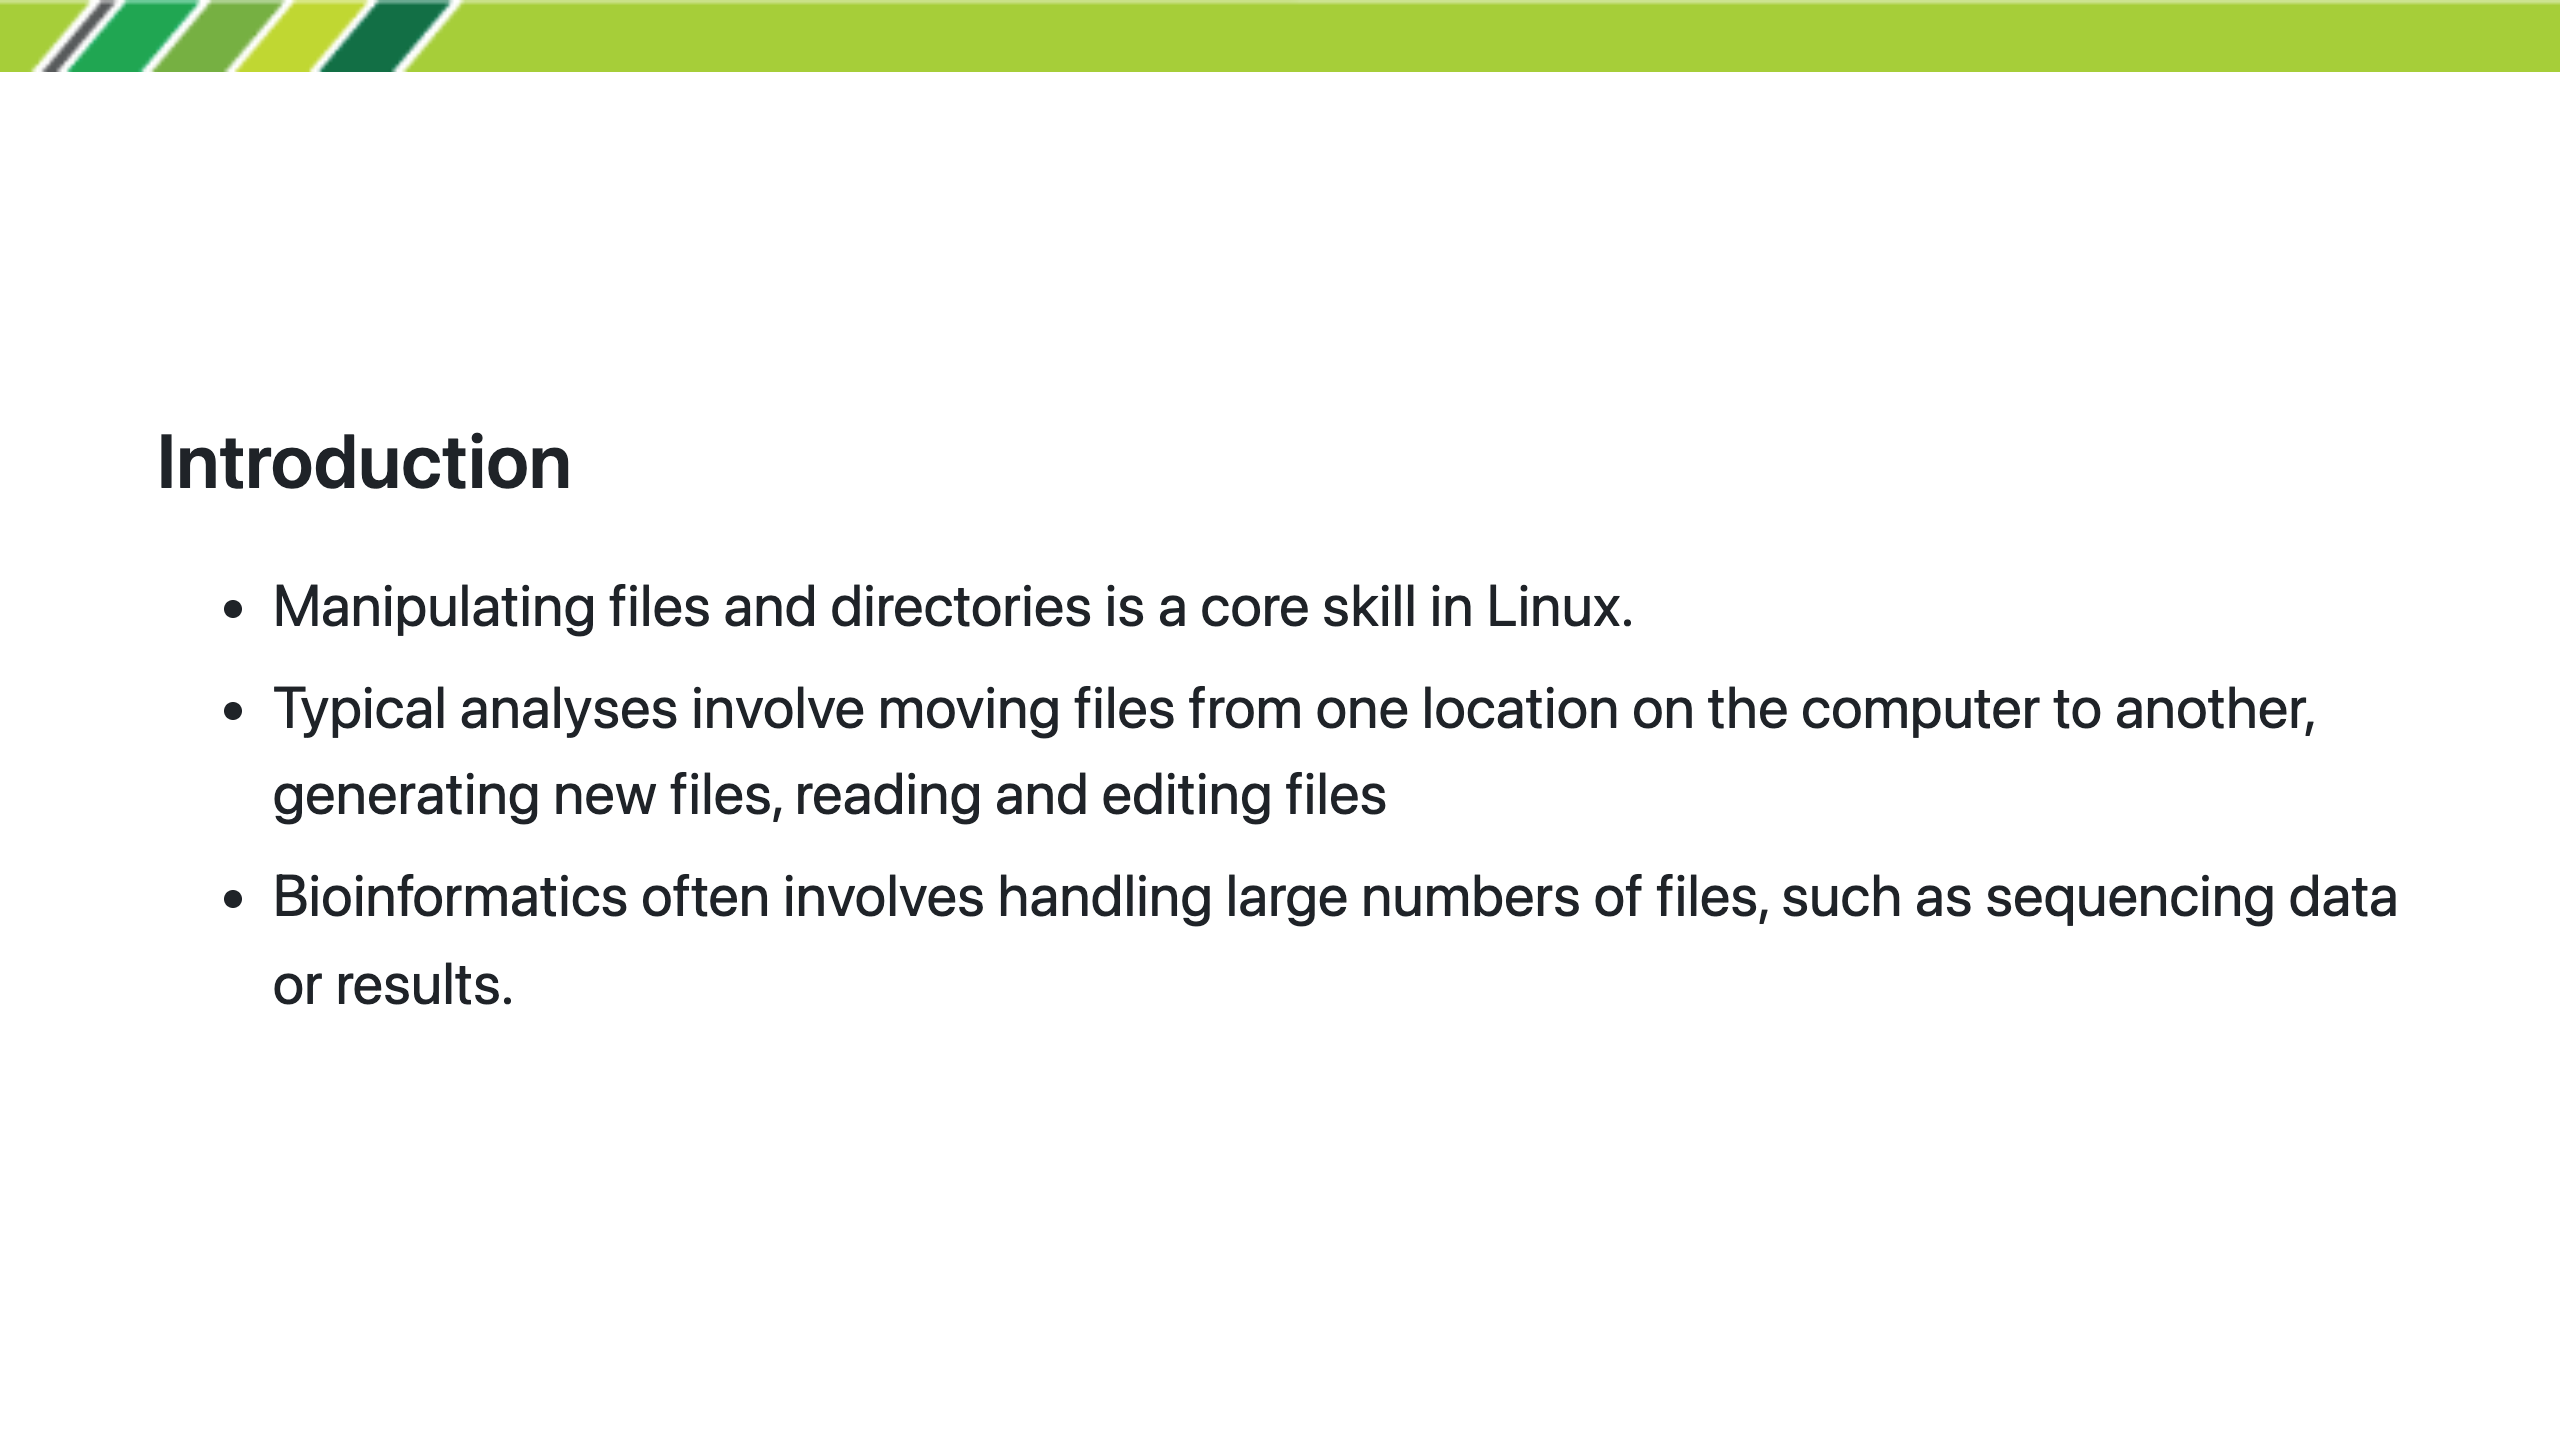 Introduction
• Manipulating files and directories is a core skill in Linux.
• Typical analyses involve moving files from one location on the computer to another,
generating new files, reading and editing files
• Bioinformatics often involves handling large numbers of files, such as sequencing data
or results.